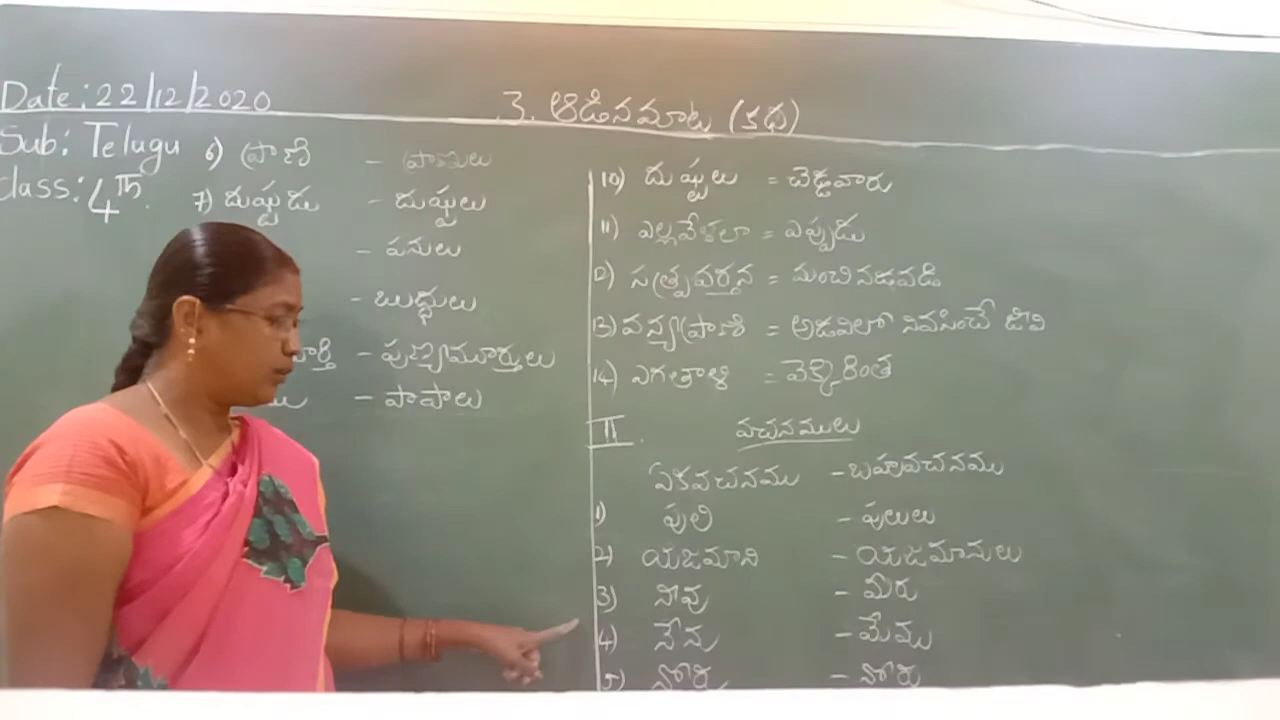 Date: 22/12/2020
3. ఆడినమాట (కథ)
Sub: Telugu
Class: 4th.
6) ప్రాణి - ప్రాణులు
7) దుష్టుడు - దుష్టులు
- పనులు
- బుద్ధులు
మూర్తి - పుణ్యమూర్తులు
ము - పాపాలు
10) దుష్టులు = చెడ్డవారు
11) ఎల్లవేళలా = ఎప్పుడు
12) సత్ప్రవర్తన = మంచినడవడి
13) వన్యప్రాణి = అడవిలో నివసించే జీవి
14) ఎగతాళి = వెక్కిరింత
II. వచనములు
ఏకవచనము - బహువచనము
1) పులి - పులులు
2) యజమాని - యజమానులు
3) నీవు - మీరు
4) నేను - మేము
5) నోరు - నోరు